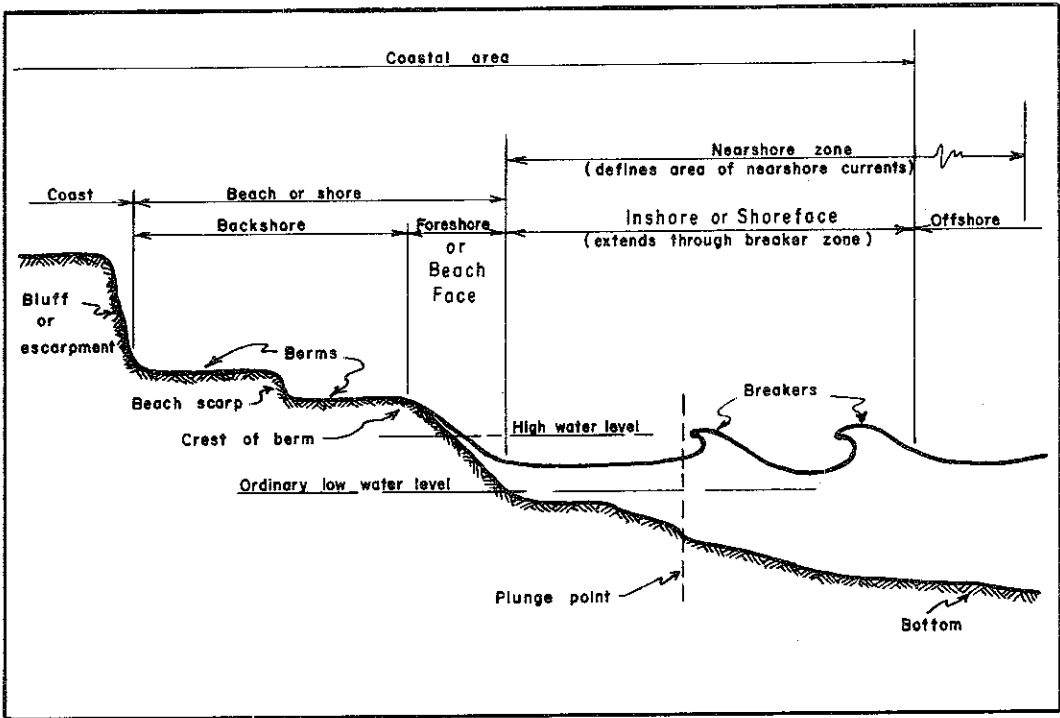 Coastal area
Nearshore zone
(defines area of nearshore currents)
Coast
Beach or shore
Backshore
Foreshore
or
Beach
Face
Inshore or Shoreface
(extends through breaker zone)
Offshore
Bluff
or
escarpment
Berms
Beach scarp
Crest of berm
High water level
Breakers
Ordinary low water level
Plunge point
Bottom